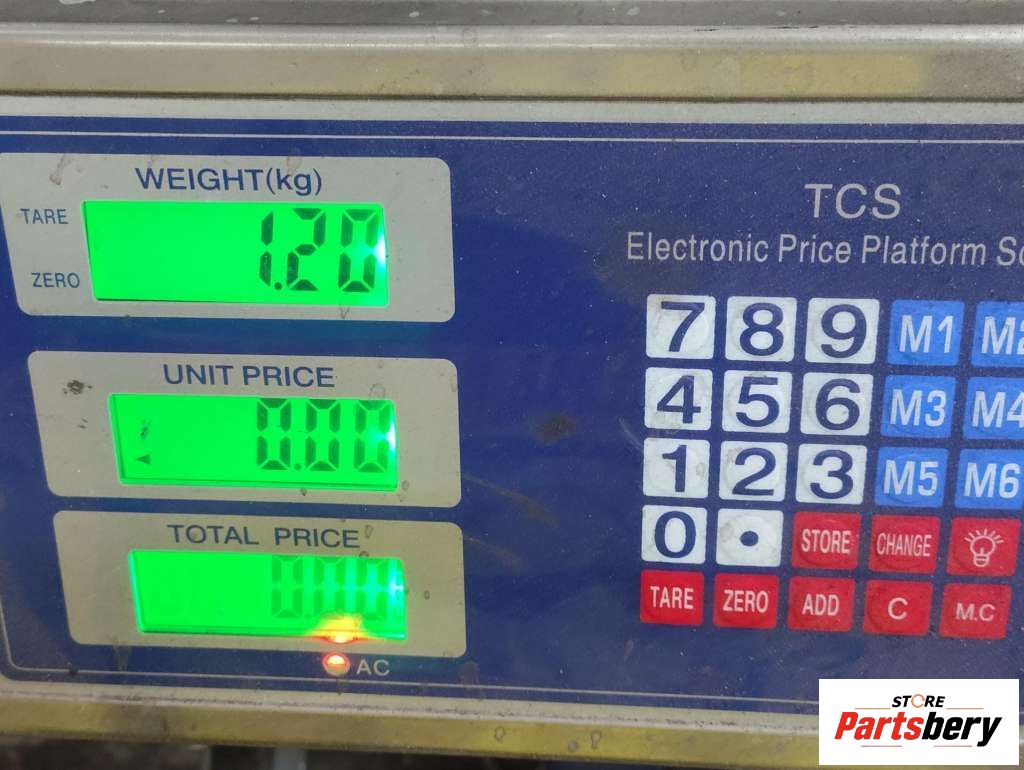 WEIGHT(kg)
TARE
1.20
ZERO
UNIT PRICE
0.00
TOTAL PRICE
0.00
AC
TCS
Electronic Price Platform
7 8 9 M1
4 5 6 M3 M4
1 2 3 M5 M6
0 . STORE CHANGE
TARE ZERO ADD C M.C
STORE
Partsbery